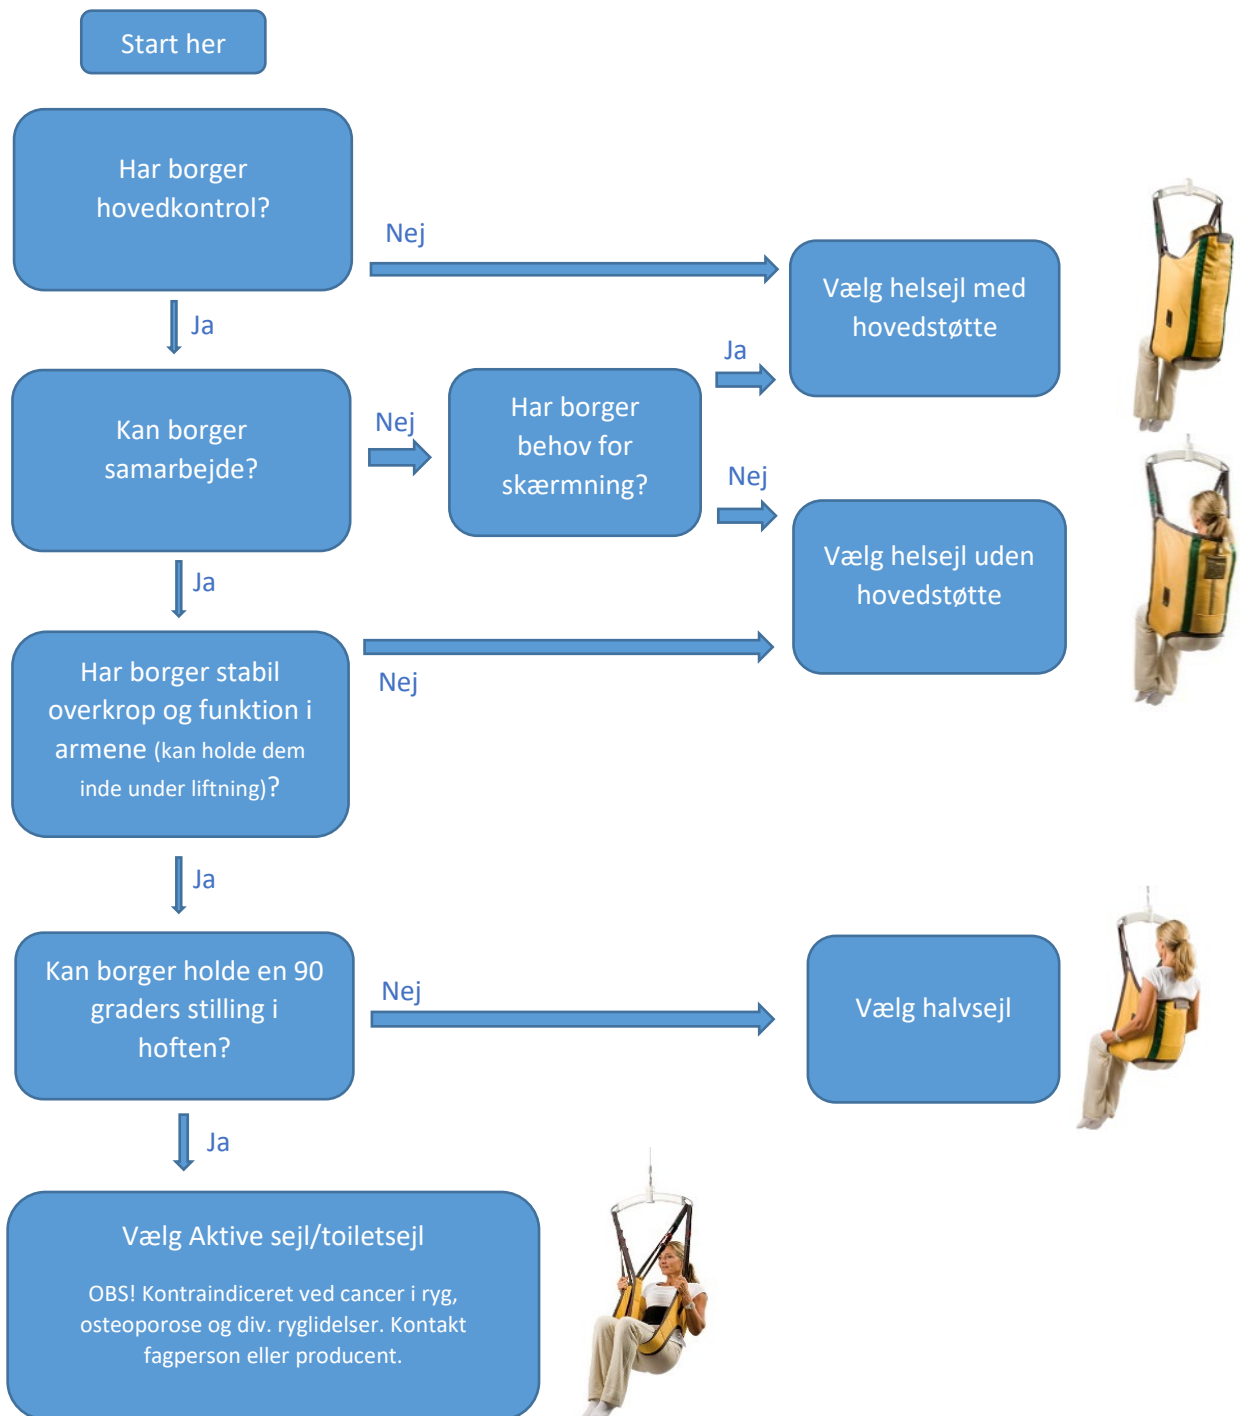 Start her
Har borger
hovedkontrol?
Nej
Vælg helsejl med
hovedstøtte
Ja
Kan borger
samarbejde?
Nej
Har borger
behov for
skærmning?
Ja
Nej
Vælg helsejl uden
hovedstøtte
Ja
Har borger stabil
overkrop og funktion i
armene (kan holde dem
inde under liftning)?
Nej
Ja
Kan borger holde en 90
graders stilling i
hoften?
Nej
Vælg halvsejl
Ja
Vælg Aktive sejl/toiletsejl
OBS! Kontraindiceret ved cancer i ryg,
osteoporose og div. ryglidelser. Kontakt
fagperson eller producent.